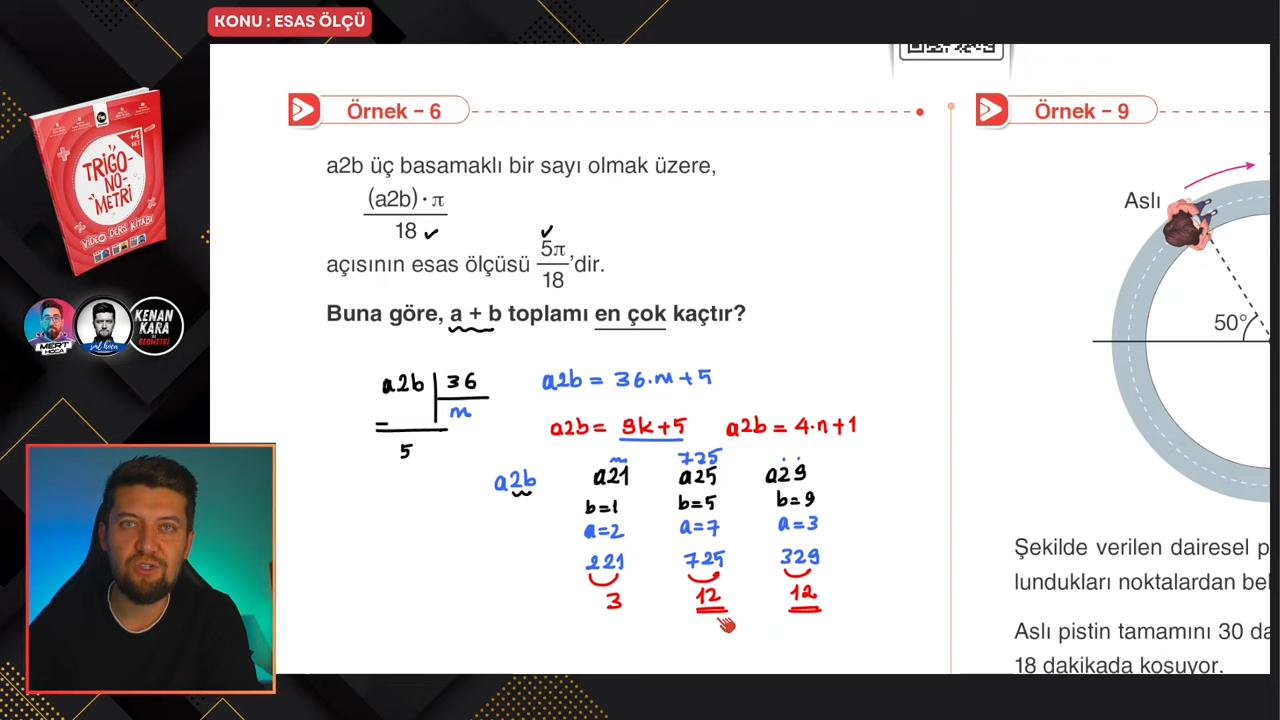 KONU : ESAS ÖLÇÜ
+4 NET
TRİGO-
NO-
METRİ
VİDEO DERS KİTABI
MERT HOCA
KENAN
KARA
GEOMETRİ
Örnek – 6
a2b üç basamaklı bir sayı olmak üzere,
(a2b) · π
18 ✓
açısının esas ölçüsü 5π/18 'dir.
Buna göre, a + b toplamı en çok kaçtır?
a2b | 36
m
5
a2b = 36.m+5
a2b = 9k+5 a2b = 4.n+1
725
a2b a21 a25 a29
b=1 b=5 b=9
a=2 a=7 a=3
221 725 329
3 12 12
Örnek – 9
Aslı
50°
Şekilde verilen dairesel p
lundukları noktalardan bel
Aslı pistin tamamını 30 da
18 dakikada koşuyor.